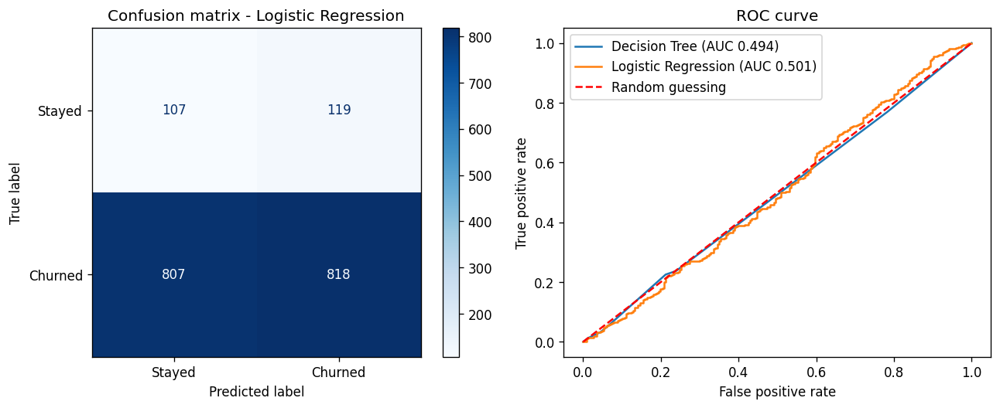 Confusion matrix - Logistic Regression
True label
Stayed
Churned
107
119
807
818
Stayed
Churned
Predicted label
800
700
600
500
400
300
200
ROC curve
Decision Tree (AUC 0.494)
Logistic Regression (AUC 0.501)
Random guessing
True positive rate
1.0
0.8
0.6
0.4
0.2
0.0
0.0
0.2
0.4
0.6
0.8
1.0
False positive rate